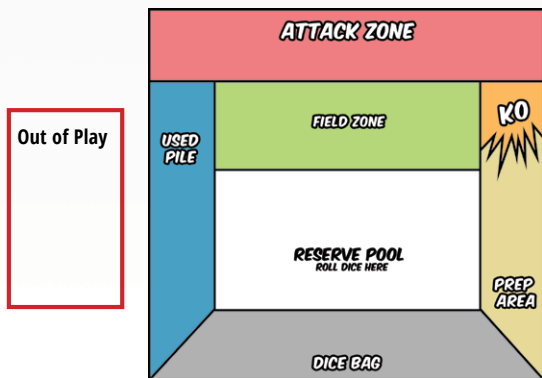 ATTACK ZONE
Out of Play
USED
PILE
FIELD ZONE
KO
RESERVE POOL
ROLL DICE HERE
PREP
AREA
DICE BAG